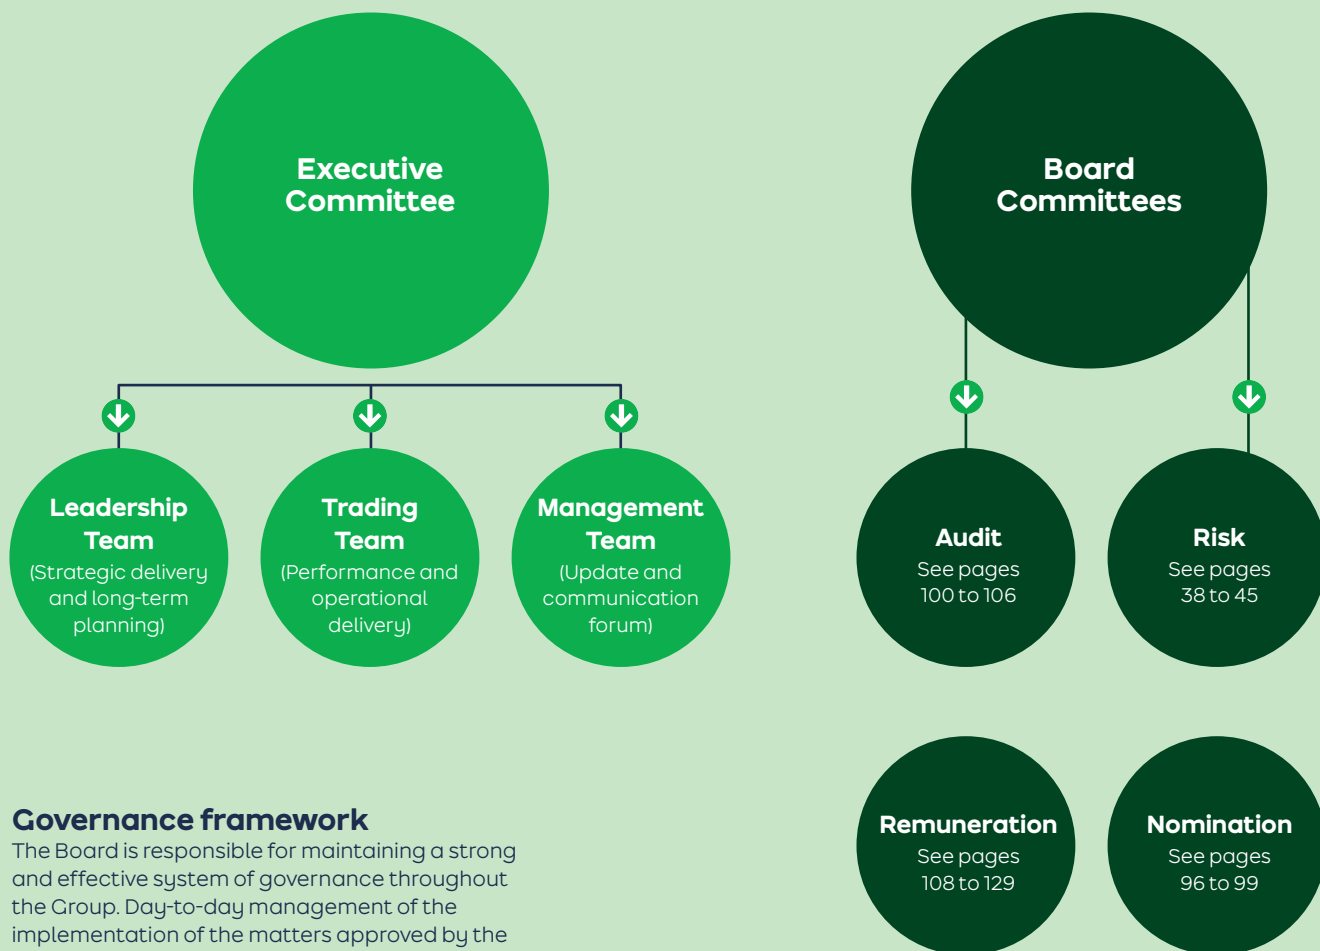 Executive
Committee
Board
Committees
Leadership
Team
(Strategic delivery
and long-term
planning)
Trading
Team
(Performance and
operational
delivery)
Management
Team
(Update and
communication
forum)
Audit
See pages
100 to 106
Risk
See pages
38 to 45
Remuneration
See pages
108 to 129
Nomination
See pages
96 to 99
Governance framework
The Board is responsible for maintaining a strong
and effective system of governance throughout
the Group. Day-to-day management of the
implementation of the matters approved by the